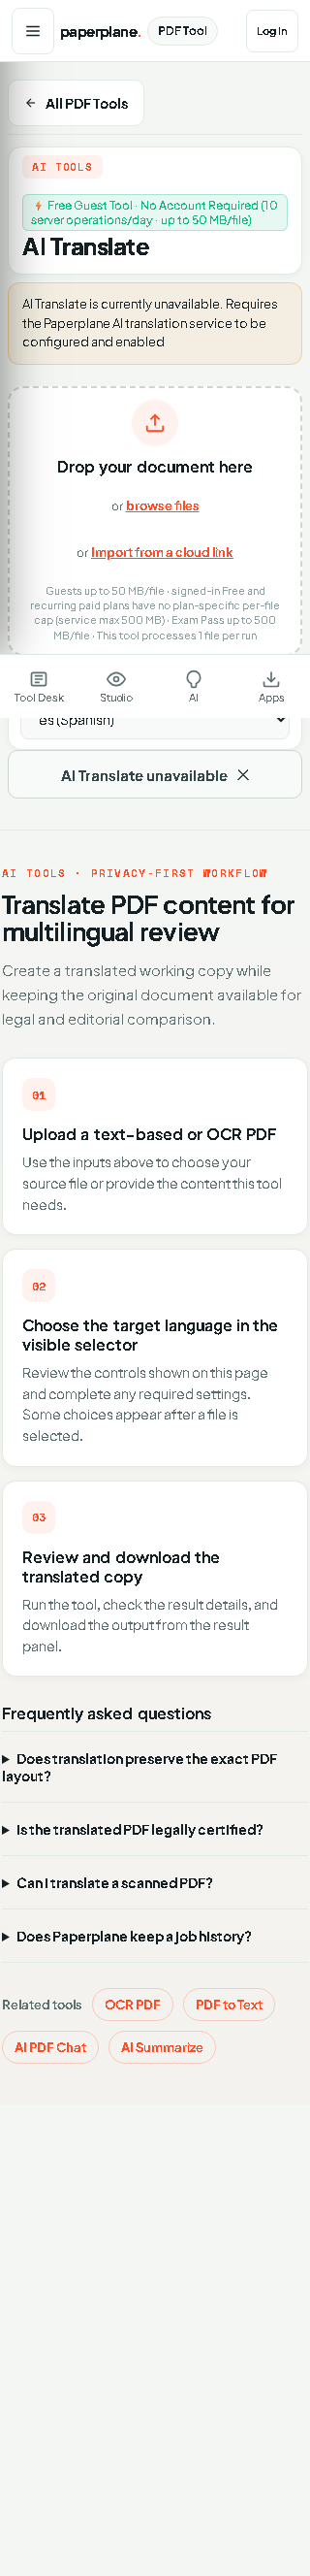 paperplane.
PDF Tool
Log in
All PDF Tools
AI TOOLS
Free Guest Tool · No Account Required (10
server operations/day · up to 50 MB/file)
AI Translate
AI Translate is currently unavailable. Requires
the Paperplane AI translation service to be
configured and enabled
Drop your document here
or browse files
or Import from a cloud link
Guests up to 50 MB/file · signed-in Free and
recurring paid plans have no plan-specific per-file
cap (service max 500 MB) · Exam Pass up to 500
MB/file · This tool processes 1 file per run
Tool Desk
Studio
AI
Apps
es (Spanish)
AI Translate unavailable
AI TOOLS · PRIVACY-FIRST WORKFLOW
Translate PDF content for
multilingual review
Create a translated working copy while
keeping the original document available for
legal and editorial comparison.
01
Upload a text-based or OCR PDF
Use the inputs above to choose your
source file or provide the content this tool
needs.
02
Choose the target language in the
visible selector
Review the controls shown on this page
and complete any required settings.
Some choices appear after a file is
selected.
03
Review and download the
translated copy
Run the tool, check the result details, and
download the output from the result
panel.
Frequently asked questions
Does translation preserve the exact PDF
layout?
Is the translated PDF legally certified?
Can I translate a scanned PDF?
Does Paperplane keep a job history?
Related tools
OCR PDF
PDF to Text
AI PDF Chat
AI Summarize